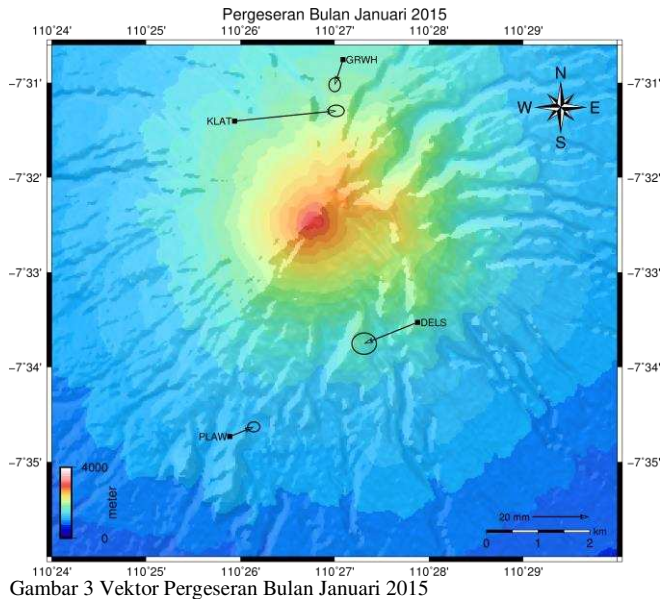 Pergeseran Bulan Januari 2015
110˚24' 110˚25' 110˚26' 110˚27' 110˚28' 110˚29'
GRWH
−7˚31' −7˚31'
N
KLAT
W E
S
−7˚32' −7˚32'
−7˚33' −7˚33'
DELS
−7˚34' −7˚34'
PLAW
−7˚35' −7˚35'
4000
meter
0
20 mm
km
0 1 2
110˚24' 110˚25' 110˚26' 110˚27' 110˚28' 110˚29'
Gambar 3 Vektor Pergeseran Bulan Januari 2015